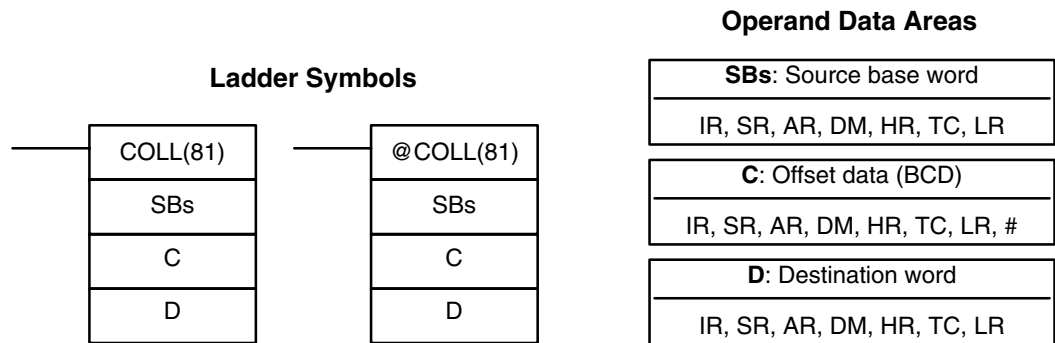 Ladder Symbols
COLL(81)
SBs
C
D
@COLL(81)
SBs
C
D
Operand Data Areas
SBs: Source base word
IR, SR, AR, DM, HR, TC, LR
C: Offset data (BCD)
IR, SR, AR, DM, HR, TC, LR, #
D: Destination word
IR, SR, AR, DM, HR, TC, LR